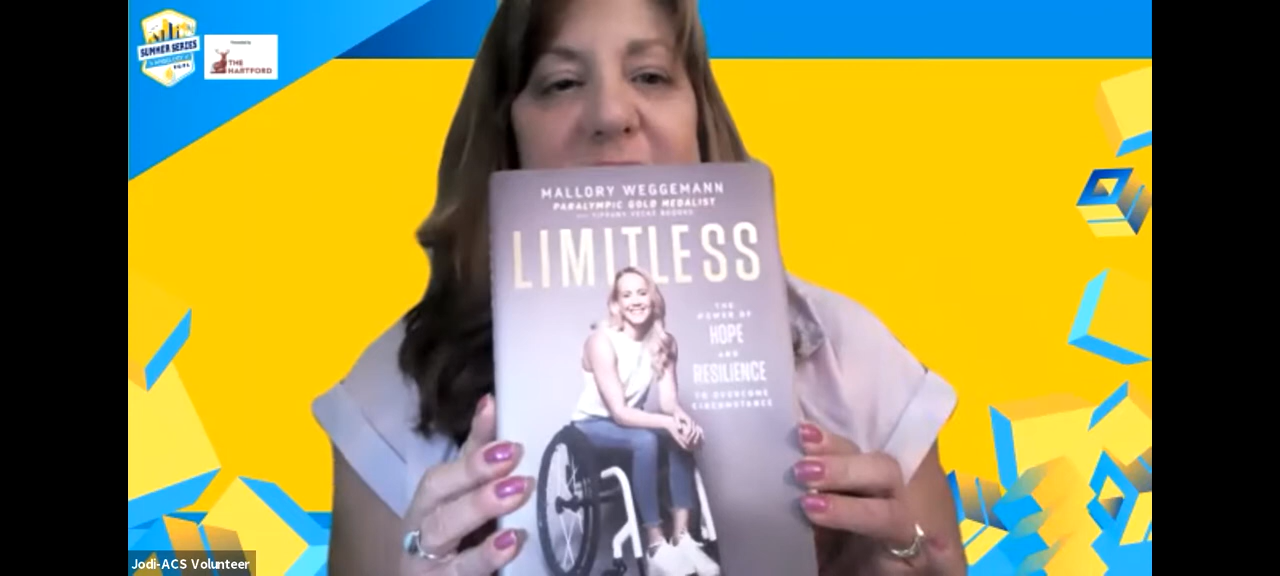 SUMMER SERIES
THE
HARTFORD
MALLORY WEGGEMANN
PARALYMPIC GOLD MEDALIST
LIMITLESS
THE
POWER OF
HOPE
AND
RESILIENCE
TO OVERCOME
CIRCUMSTANCE
Jodi-ACS Volunteer